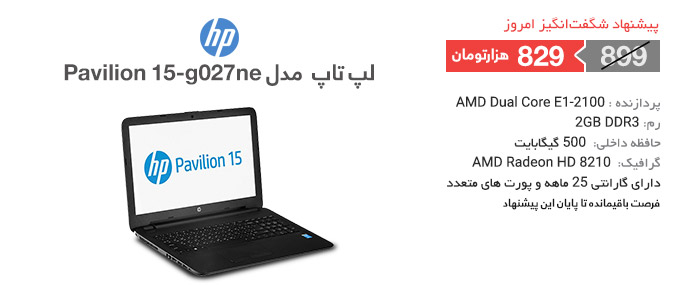 پیشنهاد شگفت‌انگیز امروز
899
829 هزارتومان
hp
لپ تاپ مدل Pavilion 15-g027ne
پردازنده : AMD Dual Core E1-2100
رم: 2GB DDR3
حافظه داخلی: 500 گیگابایت
گرافیک: AMD Radeon HD 8210
دارای گارانتی 25 ماهه و پورت های متعدد
فرصت باقیمانده تا پایان این پیشنهاد
hp Pavilion 15